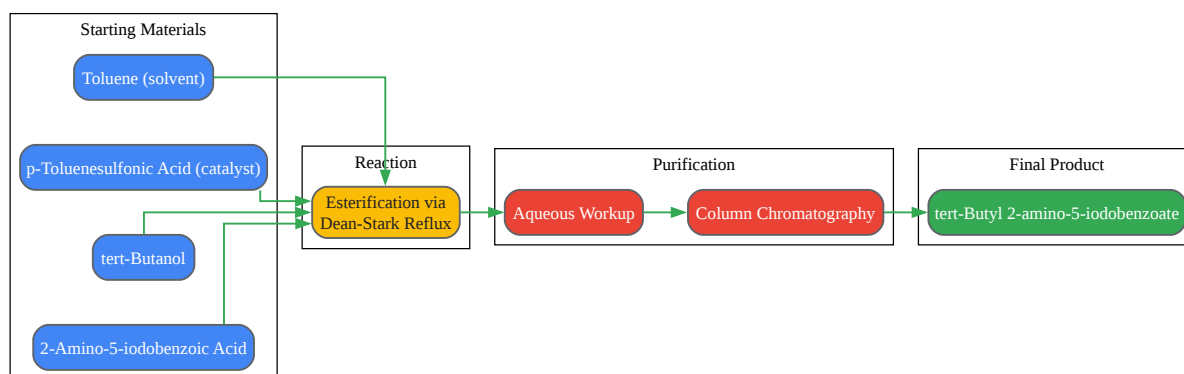 Starting Materials
Toluene (solvent)
p-Toluenesulfonic Acid (catalyst)
tert-Butanol
2-Amino-5-iodobenzoic Acid
Reaction
Esterification via
Dean-Stark Reflux
Purification
Aqueous Workup
Column Chromatography
Final Product
tert-Butyl 2-amino-5-iodobenzoate